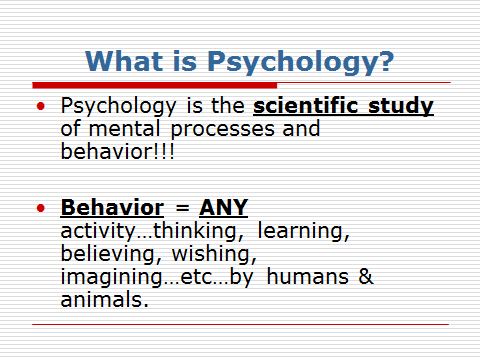 What is Psychology?
• Psychology is the scientific study
of mental processes and
behavior!!!
• Behavior = ANY
activity…thinking, learning,
believing, wishing,
imagining…etc…by humans &
animals.